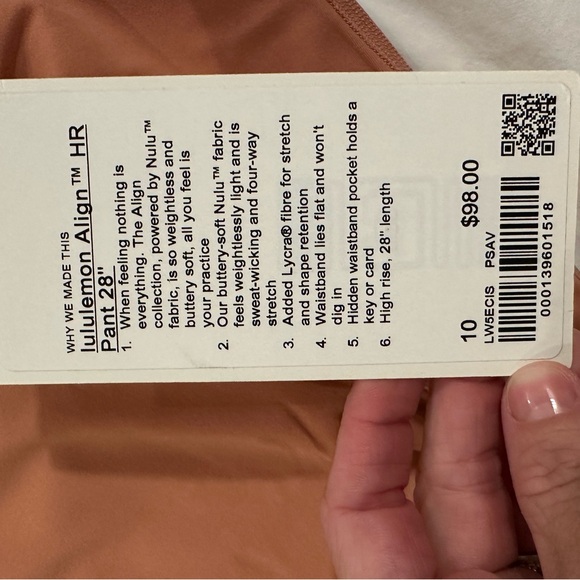 WHY WE MADE THIS
lululemon Align™ HR
Pant 28"
1. When feeling nothing is
everything. The Align
collection, powered by Nulu™
fabric, is so weightless and
buttery soft, all you feel is
your practice
2. Our buttery-soft Nulu™ fabric
feels weightlessly light and is
sweat-wicking and four-way
stretch
3. Added Lycra® fibre for stretch
and shape retention
4. Waistband lies flat and won't
dig in
5. Hidden waistband pocket holds a
key or card
6. High rise, 28" length
10 $98.00
LW5ECIS PSAV
000139601518